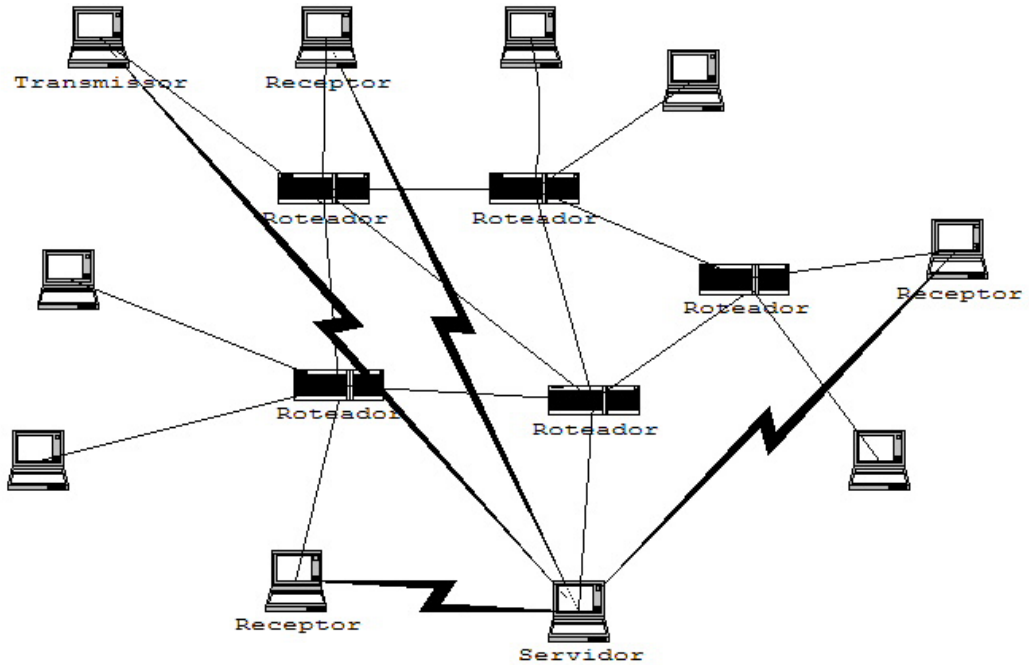 Transmissor
Receptor
Roteador
Roteador
Receptor
Roteador
Roteador
Roteador
Receptor
Servidor